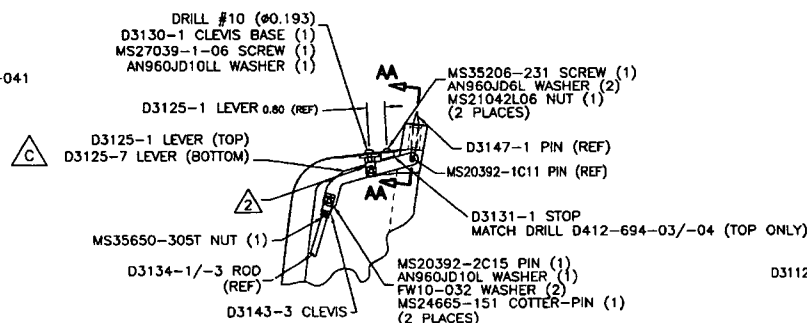 DRILL #10 (Ø0.193)
D3130-1 CLEVIS BASE (1)
MS27039-1-06 SCREW (1)
AN960JD10LL WASHER (1)
-041
AA
MS35206-231 SCREW (1)
AN960JD6L WASHER (2)
MS21042L06 NUT (1)
(2 PLACES)
D3125-1 LEVER 0.80 (REF)
C
D3125-1 LEVER (TOP)
D3125-7 LEVER (BOTTOM)
D3147-1 PIN (REF)
MS20392-1C11 PIN (REF)
AA
2
D3131-1 STOP
MATCH DRILL D412-694-03/-04 (TOP ONLY)
MS35650-305T NUT (1)
D3134-1/-3 ROD
(REF)
D3143-3 CLEVIS
MS20392-2C15 PIN (1)
AN960JD10L WASHER (1)
FW10-032 WASHER (2)
MS24665-151 COTTER-PIN (1)
(2 PLACES)
D3112